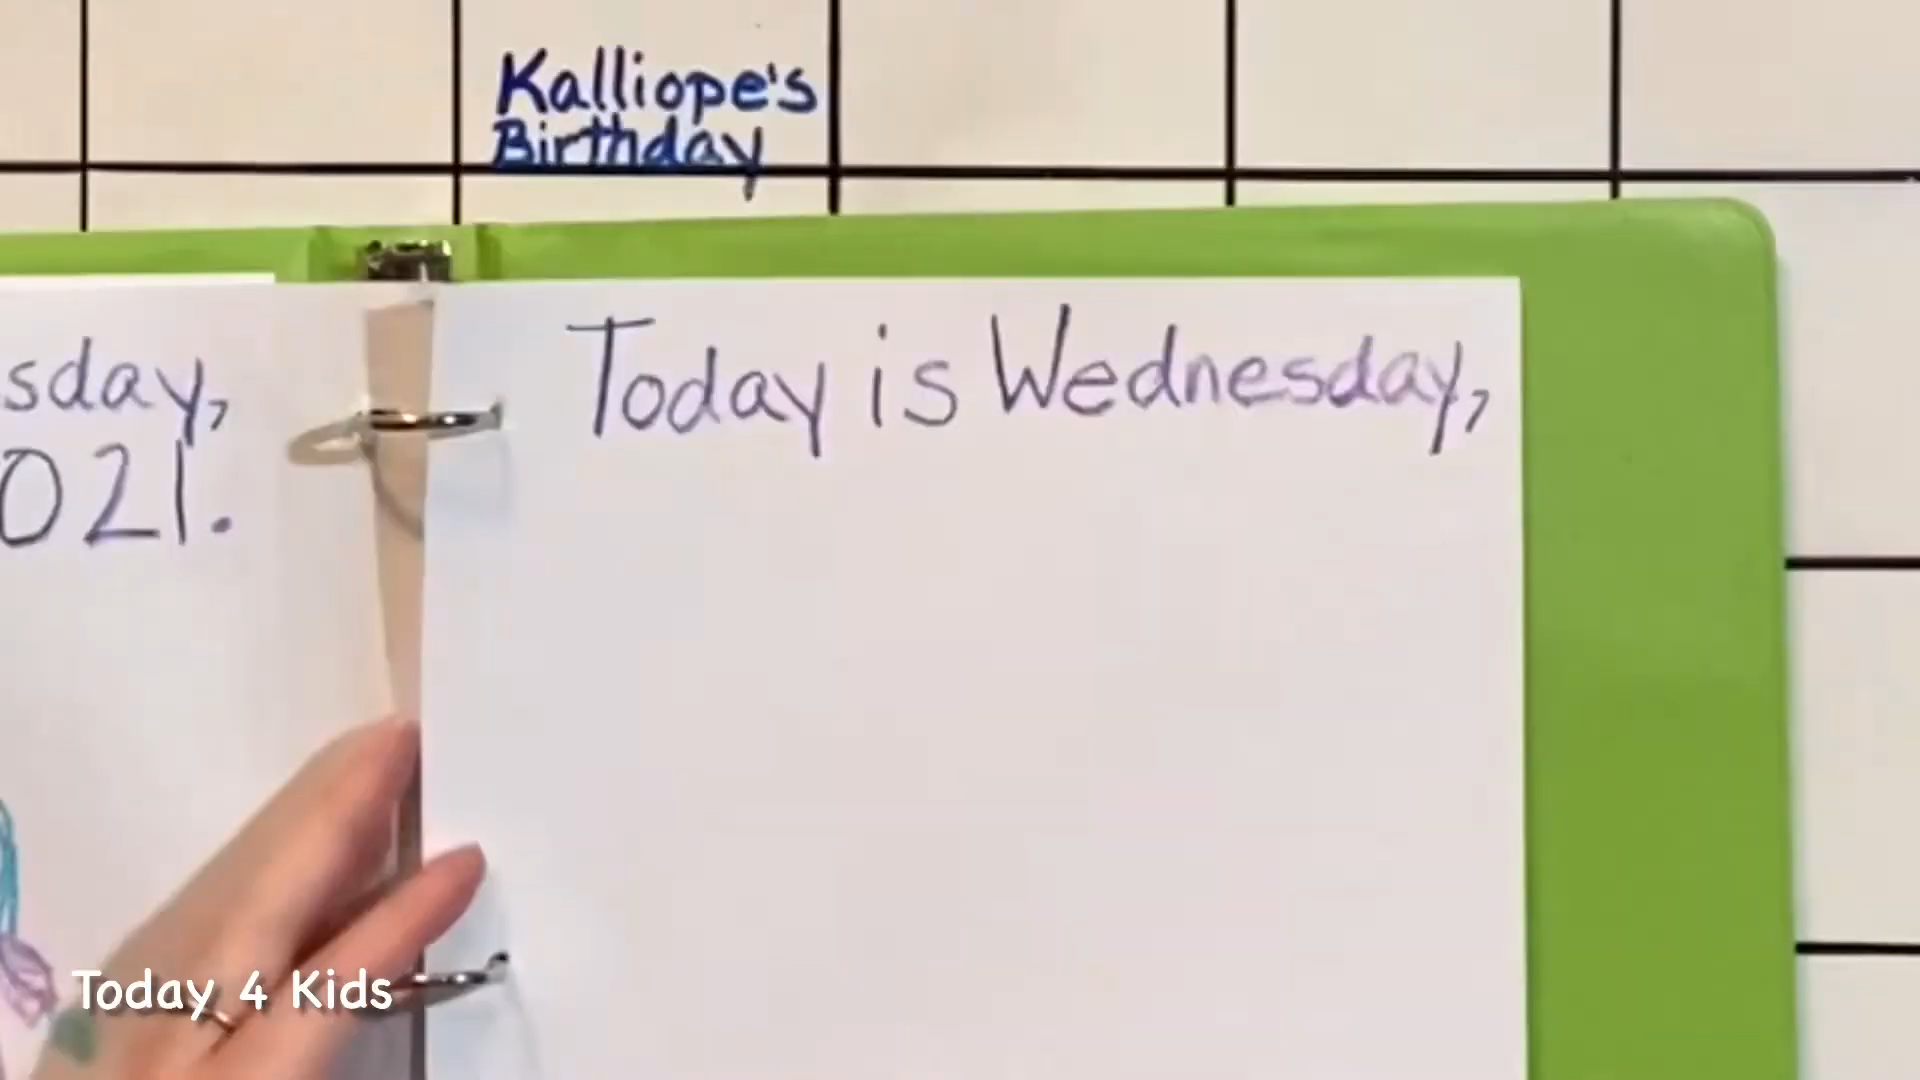 Kalliope's
Birthday
sday,
021.
Today is Wednesday,
Today 4 Kids